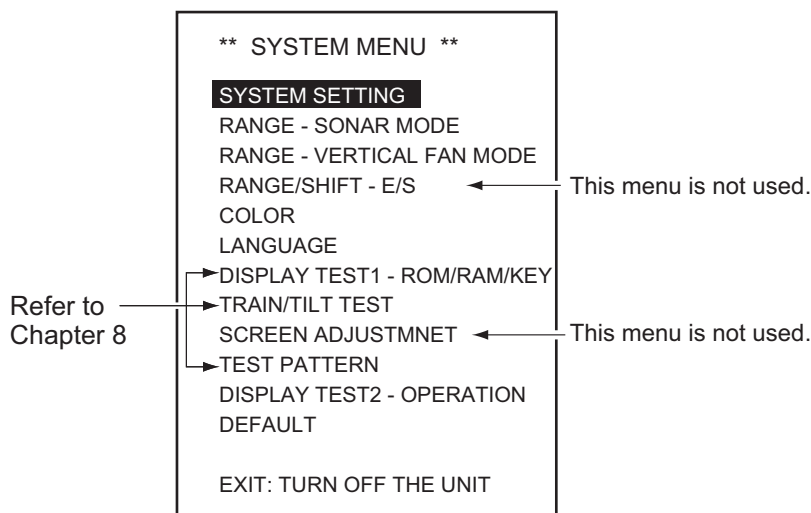 ** SYSTEM MENU **
SYSTEM SETTING
RANGE - SONAR MODE
RANGE - VERTICAL FAN MODE
RANGE/SHIFT - E/S
This menu is not used.
COLOR
LANGUAGE
DISPLAY TEST1 - ROM/RAM/KEY
Refer to
Chapter 8
TRAIN/TILT TEST
SCREEN ADJUSTMNET
This menu is not used.
TEST PATTERN
DISPLAY TEST2 - OPERATION
DEFAULT
EXIT: TURN OFF THE UNIT